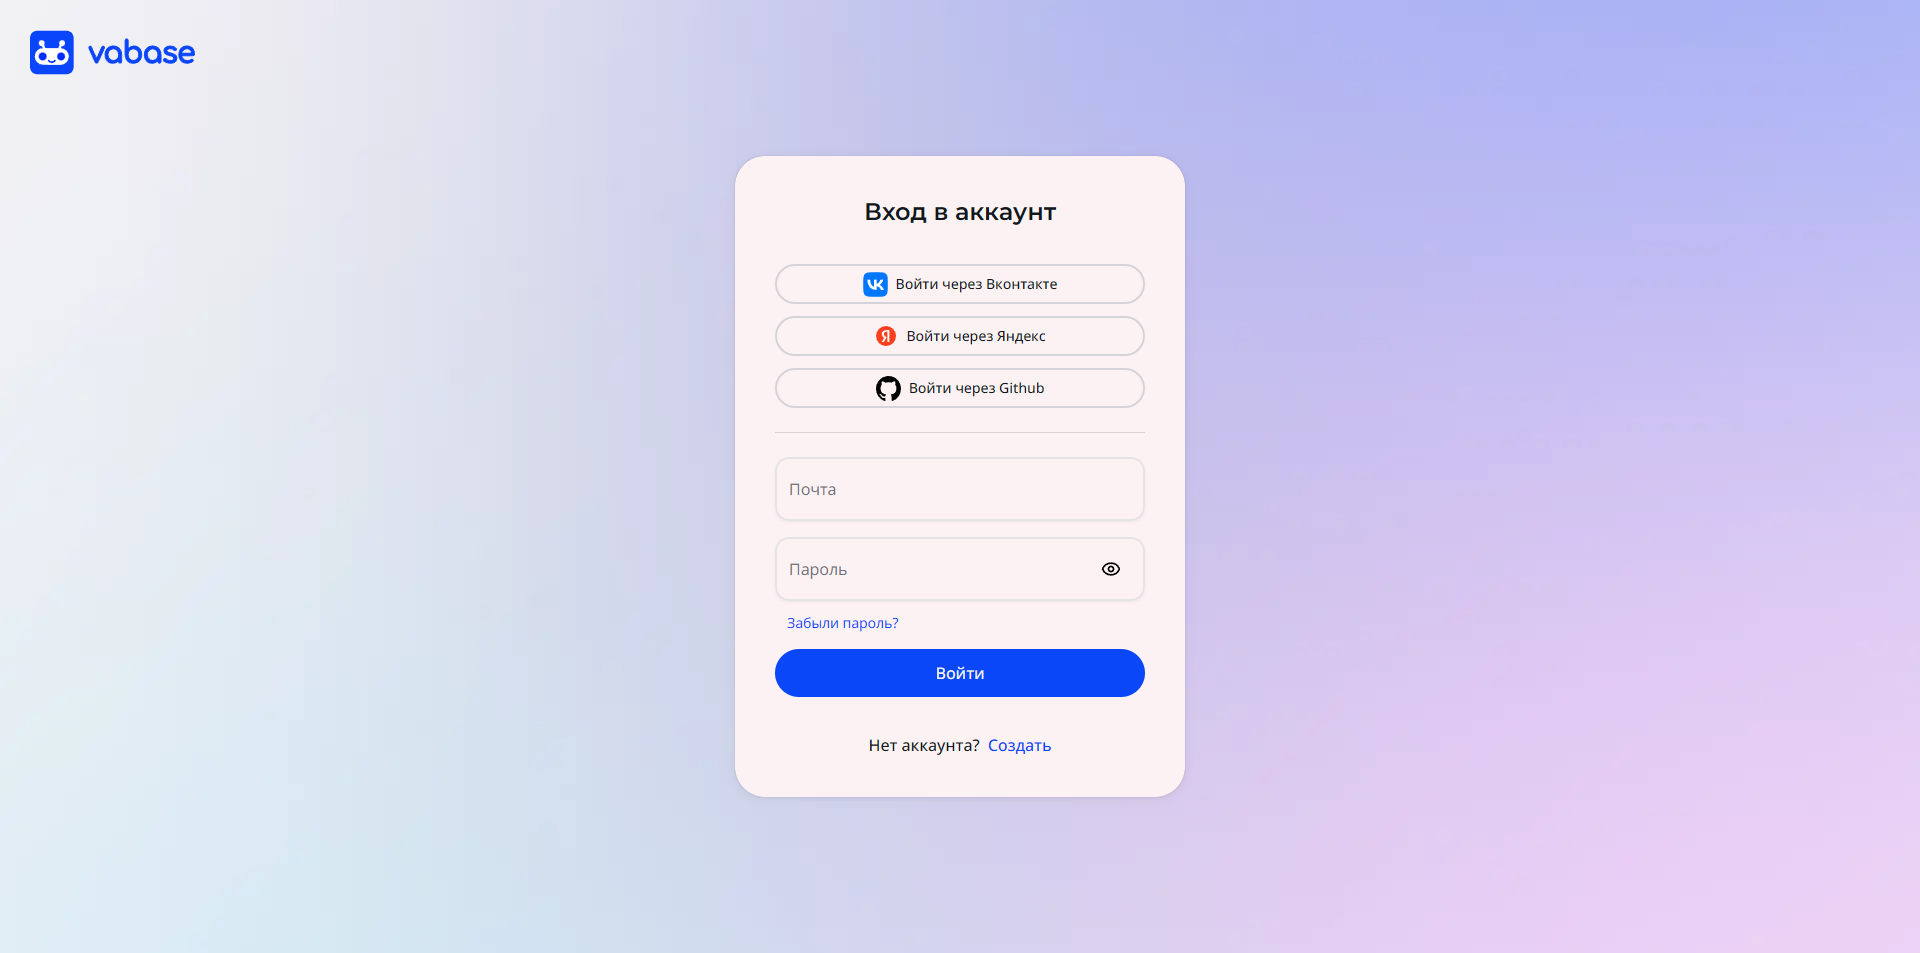 vabase
Вход в аккаунт
Войти через Вконтакте
Войти через Яндекс
Войти через Github
Почта
Пароль
Забыли пароль?
Войти
Нет аккаунта? Создать